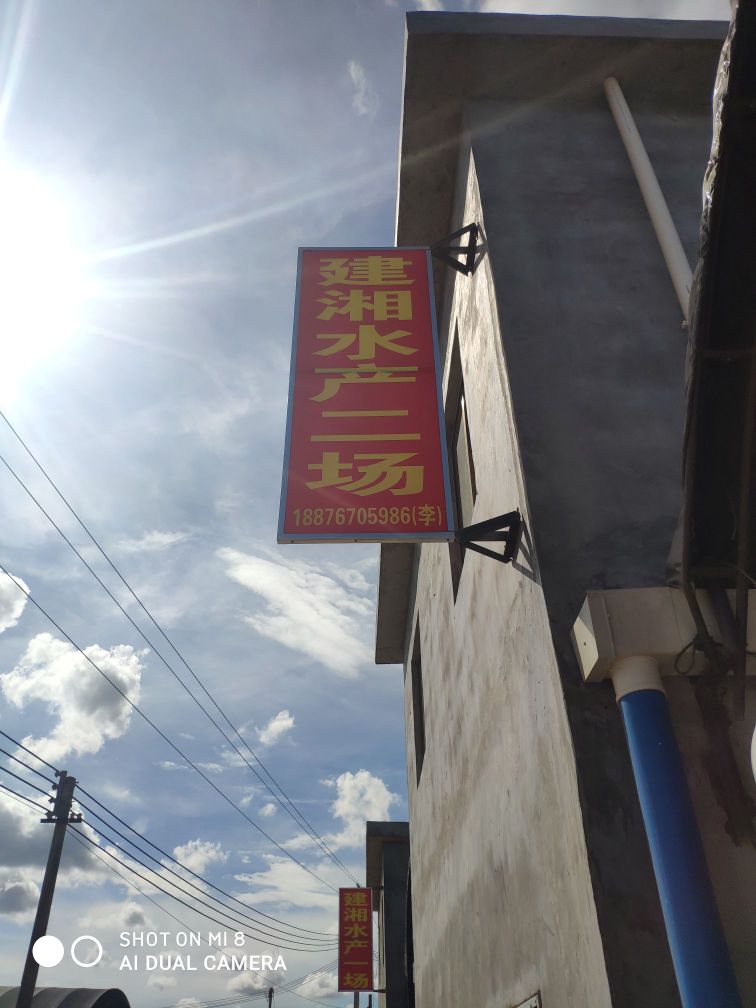 建湘水产二场
18876705986(李)
建湘水产一场
SHOT ON MI 8
AI DUAL CAMERA